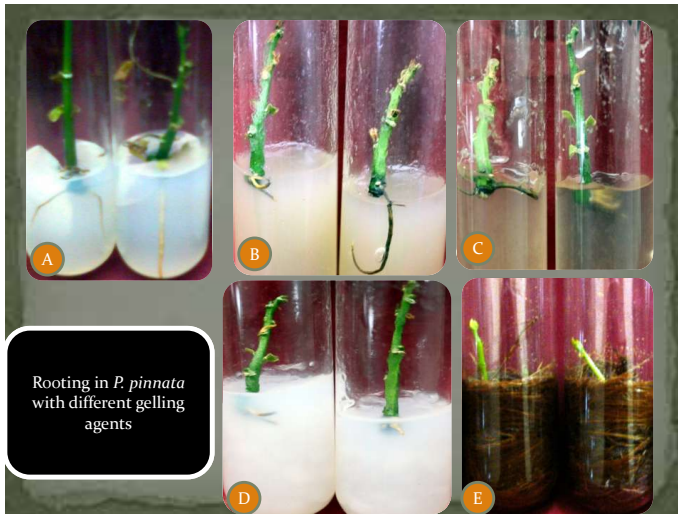 A
B
C
Rooting in P. pinnata
with different gelling
agents
D
E